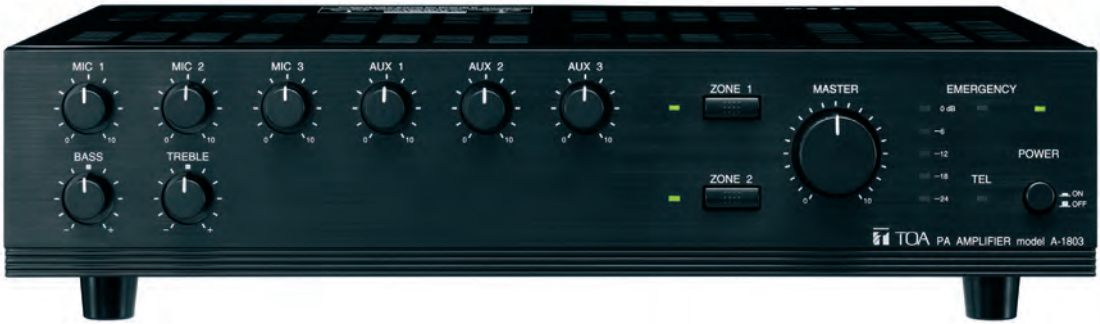 MIC 1 MIC 2 MIC 3 AUX 1 AUX 2 AUX 3
0 10 0 10 0 10 0 10 0 10 0 10
BASS TREBLE
- + - +
ZONE 1
ZONE 2
MASTER
0 10
EMERGENCY
0 dB
-6
-12
-18
-24
TEL
POWER
ON
OFF
TOA PA AMPLIFIER model A-1803